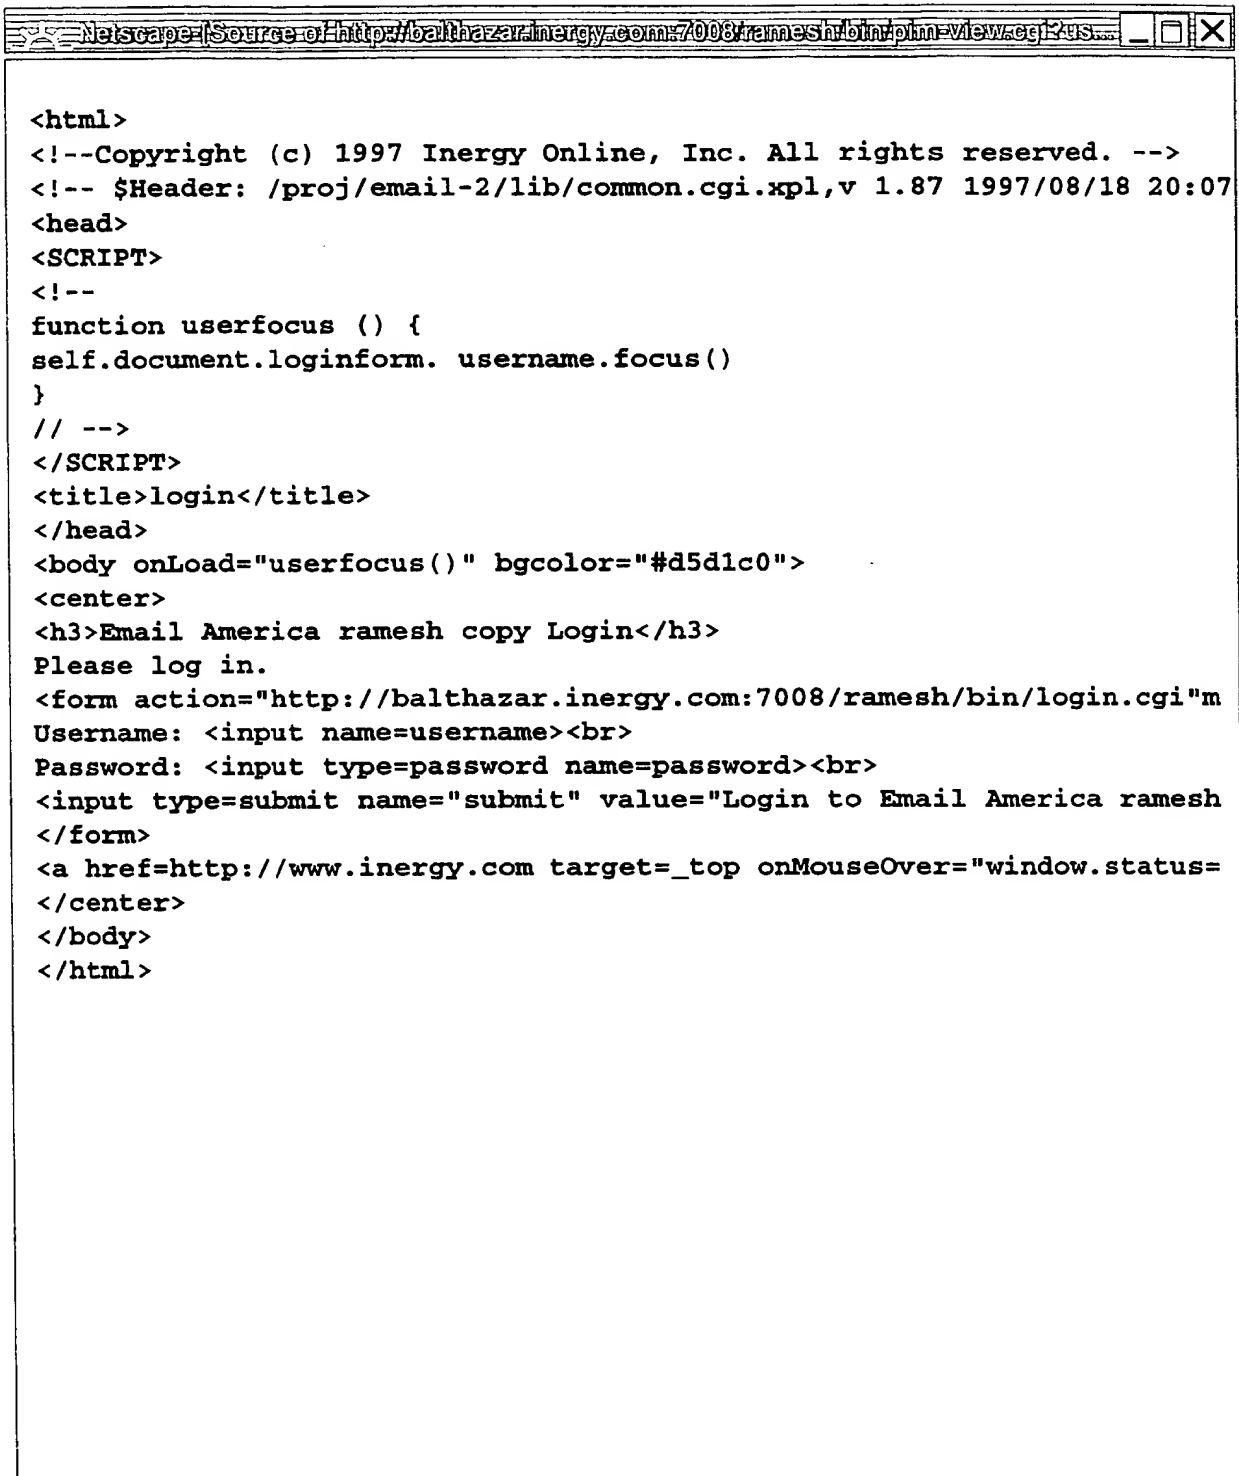 Netscape-[Source of http://balthazar.inergy.com:7008/ramesh/bin/plm-view.cgi?us...
<html>
<!--Copyright (c) 1997 Inergy Online, Inc. All rights reserved. -->
<!-- $Header: /proj/email-2/lib/common.cgi.xpl,v 1.87 1997/08/18 20:07
<head>
<SCRIPT>
<!--
function userfocus () {
self.document.loginform. username.focus()
}
// -->
</SCRIPT>
<title>login</title>
</head>
<body onLoad="userfocus()" bgcolor="#d5d1c0">
<center>
<h3>Email America ramesh copy Login</h3>
Please log in.
<form action="http://balthazar.inergy.com:7008/ramesh/bin/login.cgi"m
Username: <input name=username><br>
Password: <input type=password name=password><br>
<input type=submit name="submit" value="Login to Email America ramesh
</form>
<a href=http://www.inergy.com target=_top onMouseOver="window.status=
</center>
</body>
</html>